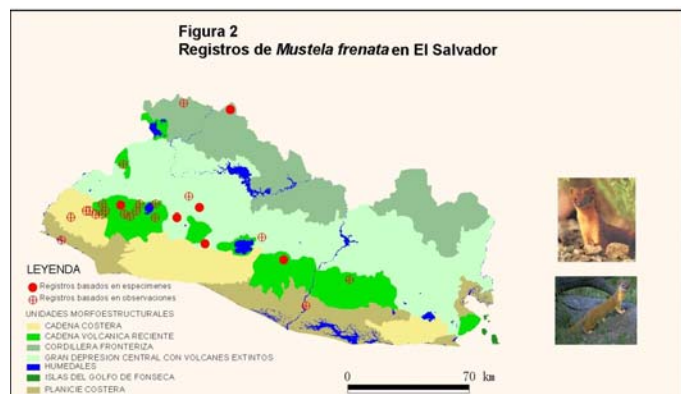 Figura 2
Registros de Mustela frenata en El Salvador
LEYENDA
Registros basados en especimenes
Registros basados en observaciones
UNIDADES MORFOESTRUCTURALES
CADENA COSTERA
CADENA VOLCANICA RECIENTE
CORDILLERA FRONTERIZA
GRAN DEPRESION CENTRAL CON VOLCANES EXTINTOS
HUMEDALES
ISLAS DEL GOLFO DE FONSECA
PLANICIE COSTERA
0 70 km